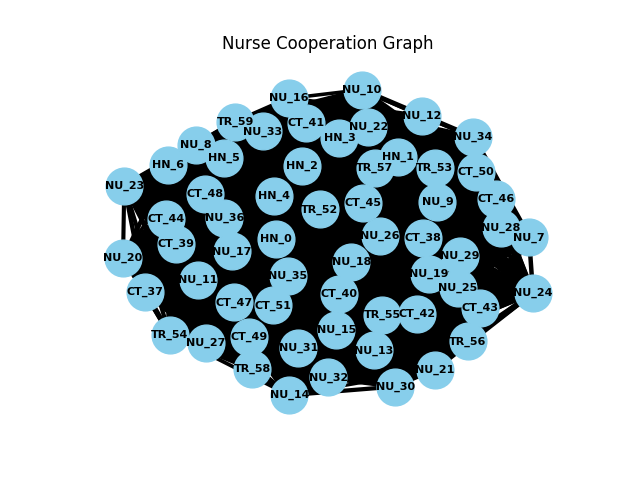 Nurse Cooperation Graph
NU_10
NU_16
NU_12
TR_59
CT_41
NU_22
NU_33
HN_3
NU_34
NU_8
HN_5
HN_1
HN_6
HN_2
TR_57
TR_53
CT_50
NU_23
CT_48
HN_4
CT_46
NU_9
CT_45
TR_52
CT_44
NU_36
NU_28
NU_7
NU_26
CT_38
HN_0
CT_39
NU_17
NU_29
NU_20
NU_18
NU_19
NU_35
NU_11
NU_25
CT_37
CT_40
NU_24
CT_47
CT_51
CT_43
TR_55
CT_42
NU_15
TR_54
CT_49
TR_56
NU_27
NU_31
NU_13
TR_58
NU_21
NU_32
NU_30
NU_14